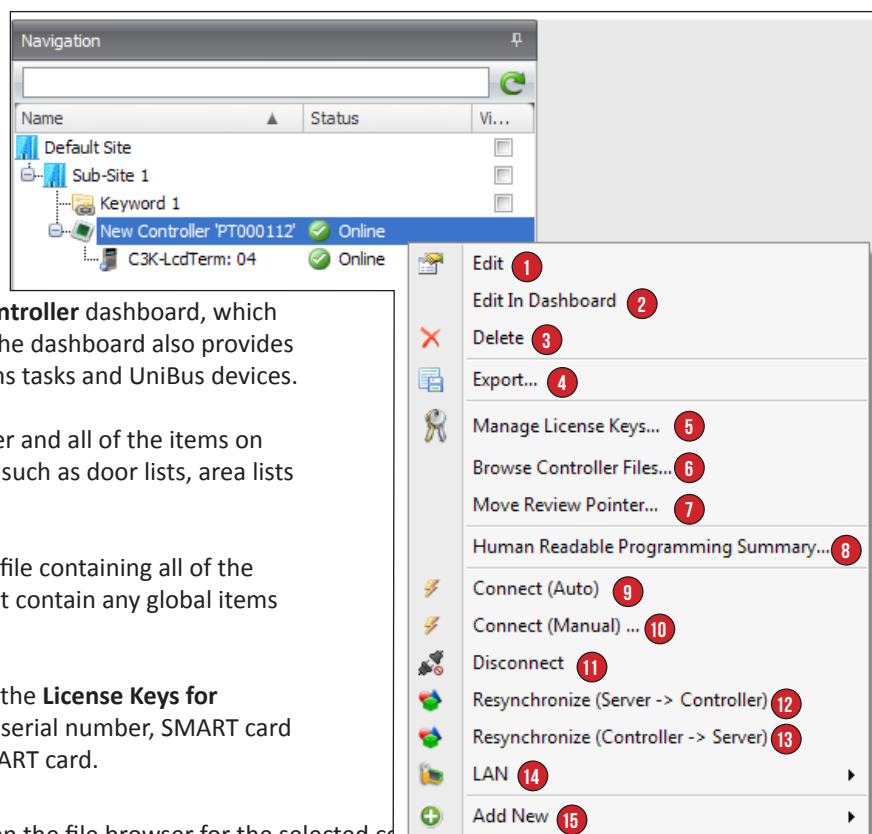 Navigation
Name Status Vi...
Default Site
Sub-Site 1
Keyword 1
New Controller 'PT000112' Online
C3K-LcdTerm: 04 Online
ntroller dashboard, which
he dashboard also provides
ns tasks and UniBus devices.
er and all of the items on
such as door lists, area lists
file containing all of the
t contain any global items
the License Keys for
serial number, SMART card
ART card.
n the file browser for the selected
Edit 1
Edit In Dashboard 2
Delete 3
Export... 4
Manage License Keys... 5
Browse Controller Files... 6
Move Review Pointer... 7
Human Readable Programming Summary... 8
Connect (Auto) 9
Connect (Manual) ... 10
Disconnect 11
Resynchronize (Server -> Controller) 12
Resynchronize (Controller -> Server) 13
LAN 14
Add New 15